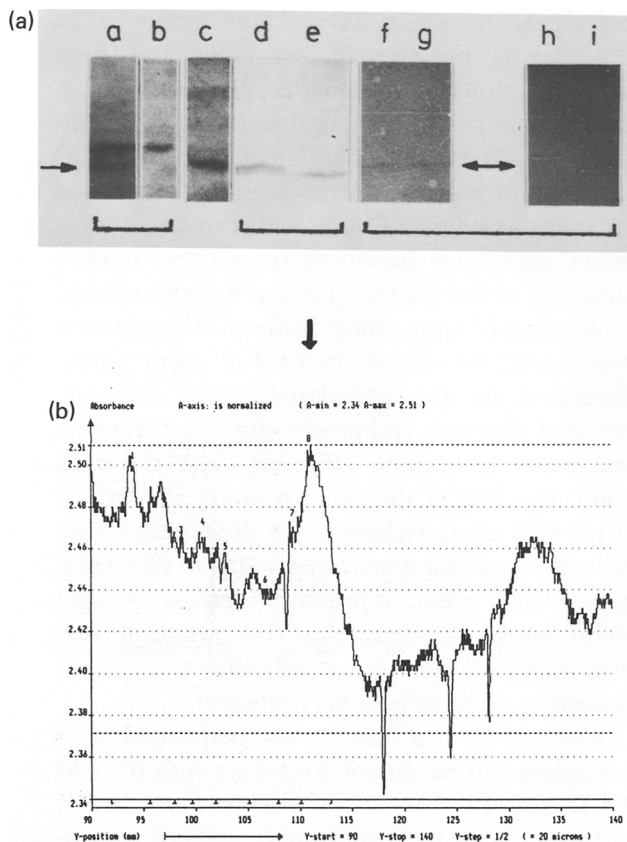 (a)
a b c d e f g h i
(b)
Absorbance A-axis: is normalized ( A-min = 2.34 A-max = 2.51 )
2.51
2.50
2.48
2.46
2.44
2.42
2.40
2.38
2.36
2.34
3
4
5
6
7
8
90 95 100 105 110 115 120 125 130 135 140
Y-position (mm) Y-start = 90 Y-stop = 140 Y-step = 1/2 ( = 20 microns)